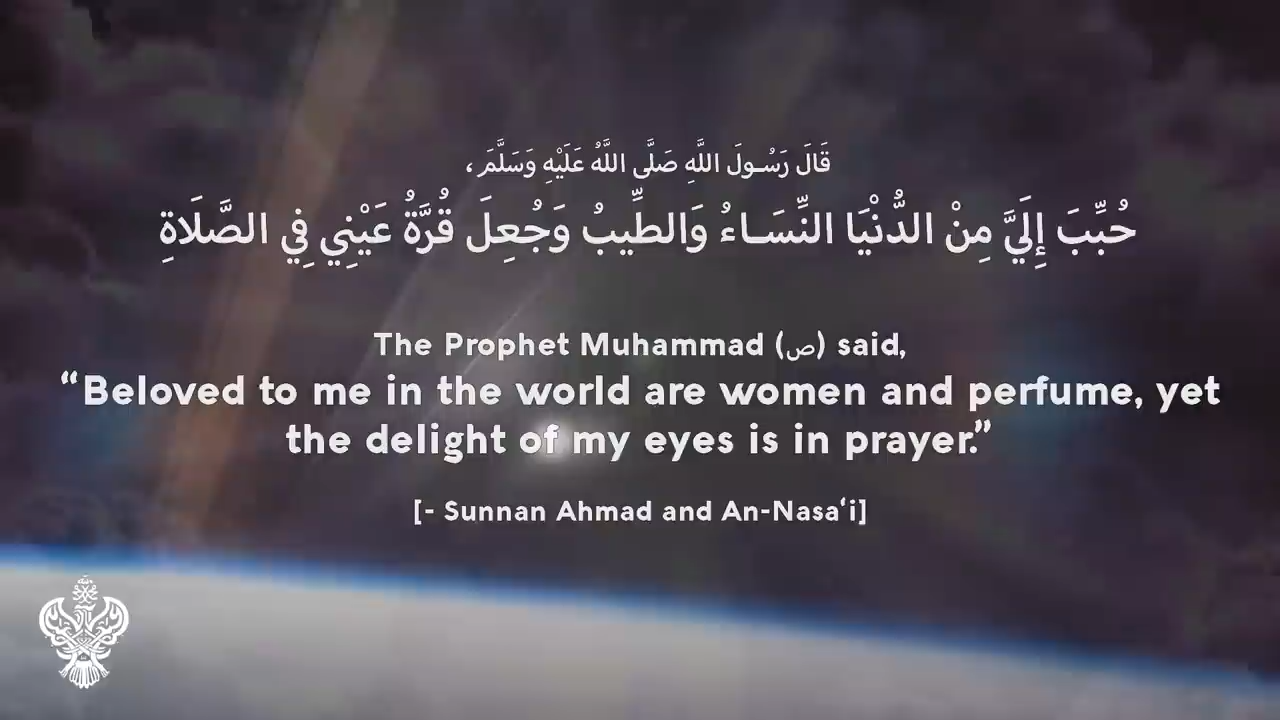 قَالَ رَسُـولَ اللَّهِ صَلَّى اللَّهُ عَلَيْهِ وَسَلَّمَ،
حُبِّبَ إِلَيَّ مِنْ الدُّنْيَا النِّسَـاءُ وَالطِّيبُ وَجُعِلَ قُرَّةُ عَيْنِي فِي الصَّلَاةِ
The Prophet Muhammad (ص) said,
“Beloved to me in the world are women and perfume, yet
the delight of my eyes is in prayer.”
[- Sunnan Ahmad and An-Nasa‘i]